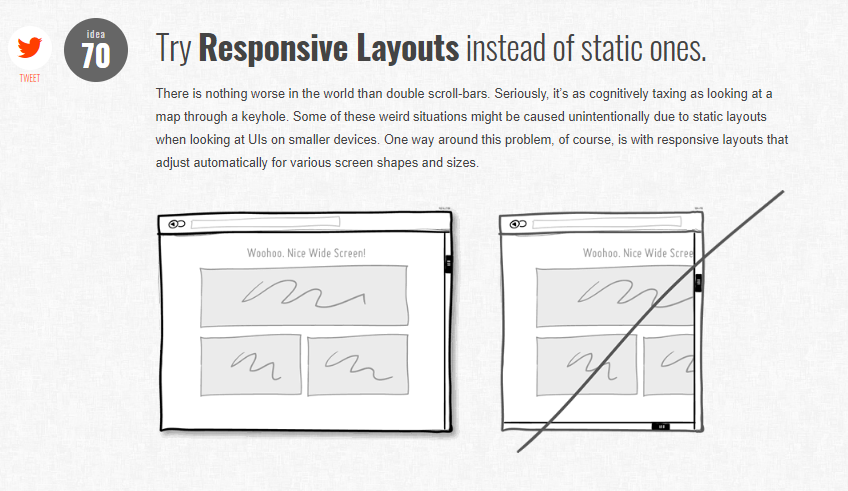 idea
70
TWEET
Try Responsive Layouts instead of static ones.
There is nothing worse in the world than double scroll-bars. Seriously, it's as cognitively taxing as looking at a
map through a keyhole. Some of these weird situations might be caused unintentionally due to static layouts
when looking at UIs on smaller devices. One way around this problem, of course, is with responsive layouts that
adjust automatically for various screen shapes and sizes.
Woohoo. Nice Wide Screen!
Woohoo. Nice Wide Scree